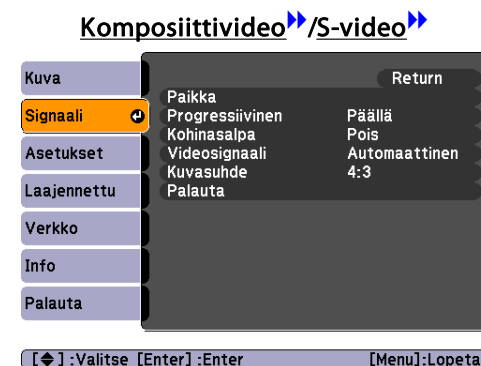 Komposiittivideo/S-video
Kuva
Return
Paikka
Signaali
Progressiivinen Päällä
Kohinasalpa Pois
Asetukset
Videosignaali Automaattinen
Kuvasuhde 4:3
Laajennettu
Palauta
Verkko
Info
Palauta
[◆]:Valitse [Enter]:Enter [Menu]:Lopeta